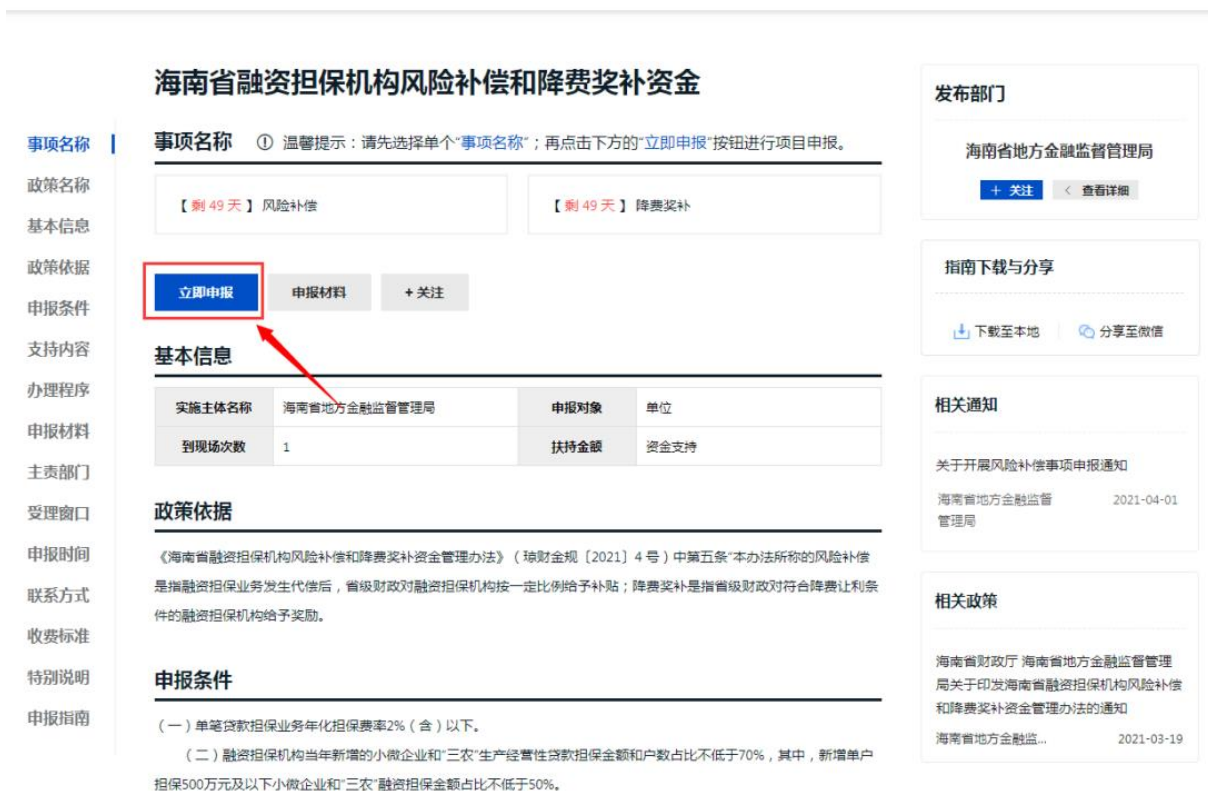 海南省融资担保机构风险补偿和降费奖补资金
事项名称 ① 温馨提示：请先选择单个“事项名称”；再点击下方的“立即申报”按钮进行项目申报。
【 剩 49 天 】 风险补偿
【 剩 49 天 】 降费奖补
立即申报
申报材料
+ 关注
基本信息
实施主体名称 海南省地方金融监督管理局 申报对象 单位
到现场次数 1 扶持金额 资金支持
政策依据
《海南省融资担保机构风险补偿和降费奖补资金管理办法》（ 琼财金规〔2021〕4 号 ）中第五条“本办法所称的风险补偿
是指融资担保业务发生代偿后，省级财政对融资担保机构按一定比例给予补贴；降费奖补是指省级财政对符合降费让利条
件的融资担保机构给予奖励。
申报条件
（一）单笔贷款担保业务年化担保费率2%（含）以下。
（二）融资担保机构当年新增的小微企业和“三农”生产经营性贷款担保金额和户数占比不低于70%，其中，新增单户
担保500万元及以下小微企业和“三农”融资担保金额占比不低于50%。
事项名称
政策名称
基本信息
政策依据
申报条件
支持内容
办理程序
申报材料
主责部门
受理窗口
申报时间
联系方式
收费标准
特别说明
申报指南
发布部门
海南省地方金融监督管理局
+ 关注
< 查看详细
指南下载与分享
下载至本地
分享至微信
相关通知
关于开展风险补偿事项申报通知
海南省地方金融监督 2021-04-01
管理局
相关政策
海南省财政厅 海南省地方金融监督管理
局关于印发海南省融资担保机构风险补偿
和降费奖补资金管理办法的通知
海南省地方金融监... 2021-03-19